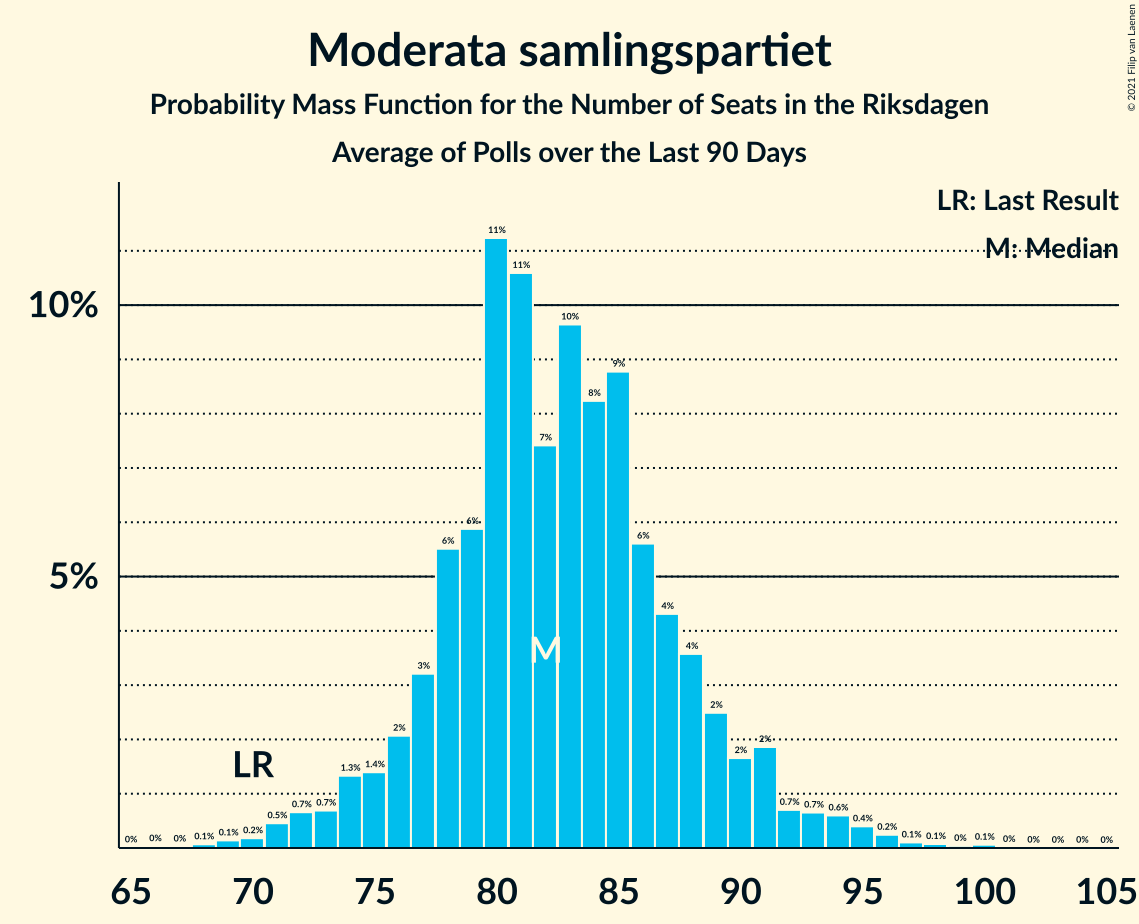 Moderata samlingspartiet
Probability Mass Function for the Number of Seats in the Riksdagen
Average of Polls over the Last 90 Days
© 2021 Filip van Laenen
LR: Last Result
M: Median
10%
5%
0% 0% 0% 0.1% 0.1% 0.2% 0.5% 0.7% 0.7% 1.3% 1.4% 2% 3% 6% 6% 11% 11% 7% 10% 8% 9% 6% 4% 4% 2% 2% 2% 0.7% 0.7% 0.6% 0.4% 0.2% 0.1% 0.1% 0% 0.1% 0% 0% 0% 0% 0%
LR
M
65 70 75 80 85 90 95 100 105